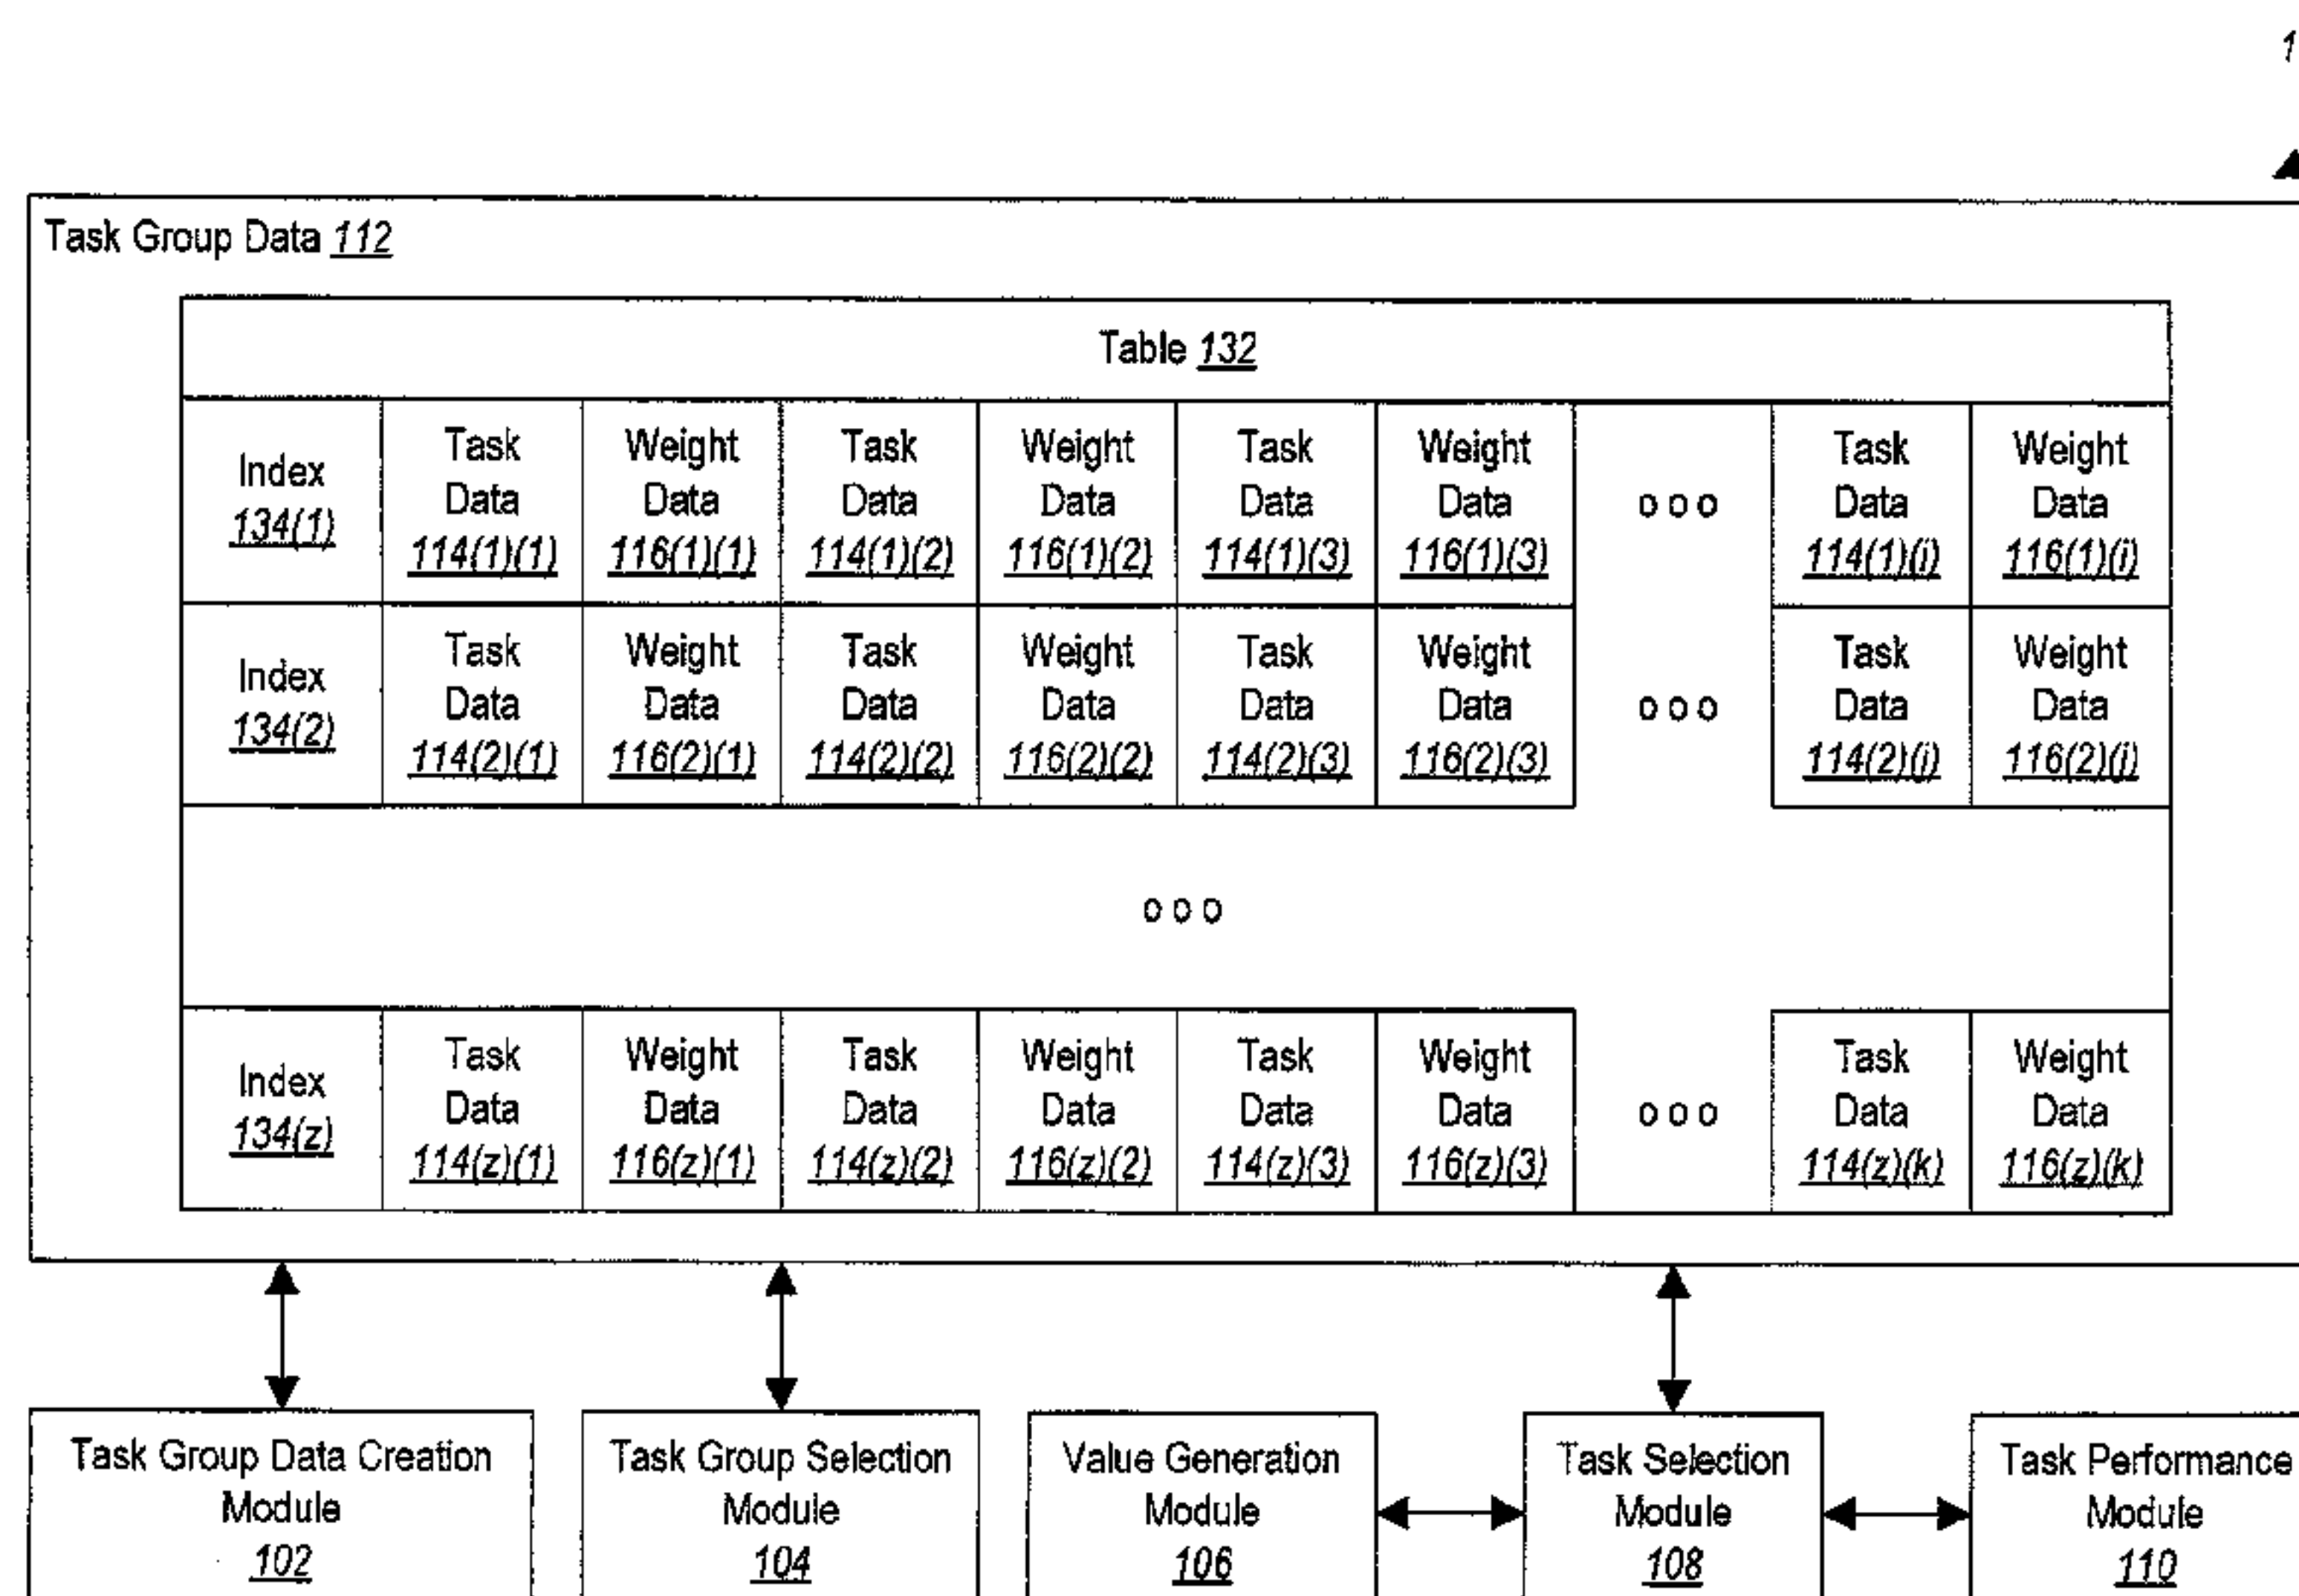 1
Task Group Data 112
Table 132
Index
134(1)
Task
Data
114(1)(1)
Weight
Data
116(1)(1)
Task
Data
114(1)(2)
Weight
Data
116(1)(2)
Task
Data
114(1)(3)
Weight
Data
116(1)(3)
o o o
Task
Data
114(1)(i)
Weight
Data
116(1)(i)
Index
134(2)
Task
Data
114(2)(1)
Weight
Data
116(2)(1)
Task
Data
114(2)(2)
Weight
Data
116(2)(2)
Task
Data
114(2)(3)
Weight
Data
116(2)(3)
o o o
Task
Data
114(2)(j)
Weight
Data
116(2)(j)
o o o
Index
134(z)
Task
Data
114(z)(1)
Weight
Data
116(z)(1)
Task
Data
114(z)(2)
Weight
Data
116(z)(2)
Task
Data
114(z)(3)
Weight
Data
116(z)(3)
o o o
Task
Data
114(z)(k)
Weight
Data
116(z)(k)
Task Group Data Creation
Module
102
Task Group Selection
Module
104
Value Generation
Module
106
Task Selection
Module
108
Task Performance
Module
110